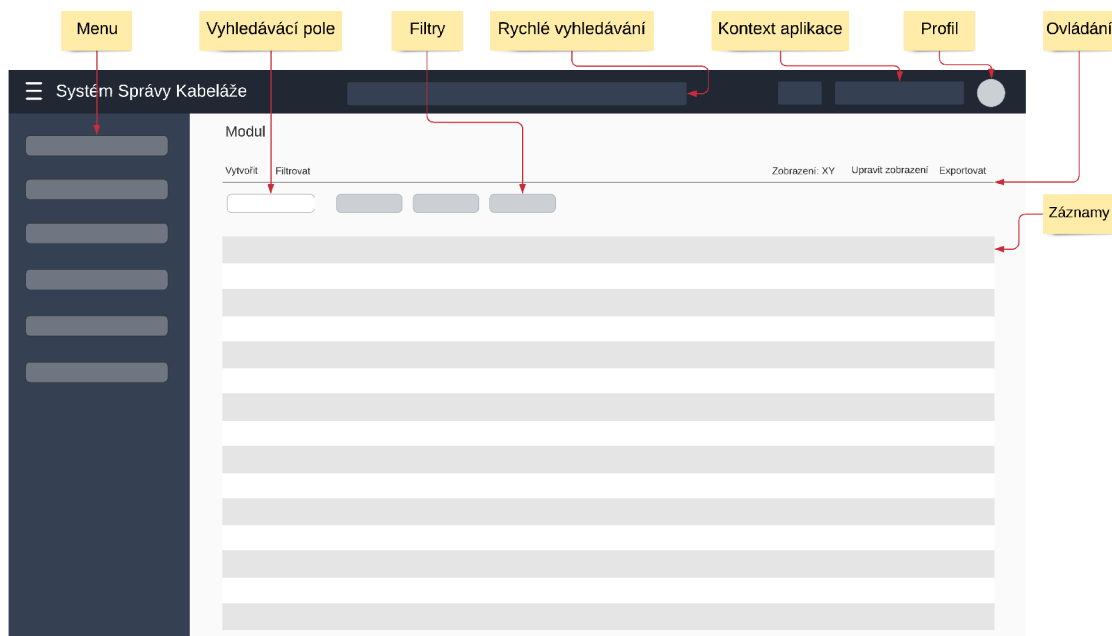 Menu
Vyhledávácí pole
Filtry
Rychlé vyhledávání
Kontext aplikace
Profil
Ovládání
Systém Správy Kabeláže
Modul
Vytvořit
Filtrovat
Zobrazení: XY
Upravit zobrazení
Exportovat
Záznamy